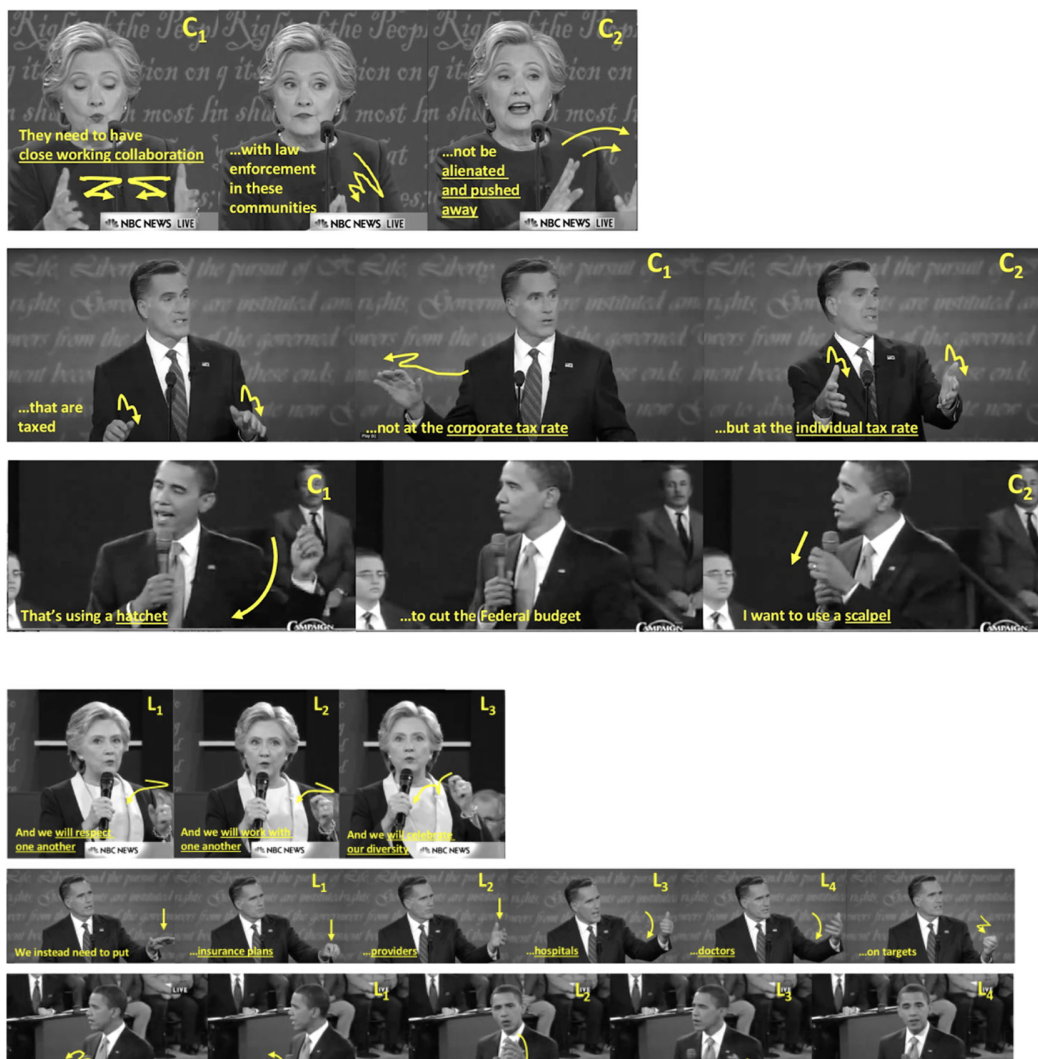 C1
C2
They need to have
close working collaboration
...with law
enforcement
in these
communities
...not be
alienated
and pushed
away
NBC NEWS LIVE
NBC NEWS LIVE
NBC NEWS LIVE
C1
C2
...that are
taxed
...not at the corporate tax rate
...but at the individual tax rate
C1
C2
That's using a hatchet
...to cut the Federal budget
I want to use a scalpel
CAMPAIGN
CAMPAIGN
CAMPAIGN
L1
L2
L3
And we will respect
one another
And we will work with
one another
And we will celebrate
our diversity
NBC NEWS
NBC NEWS
NBC NEWS
L1
L2
L3
L4
We instead need to put
...insurance plans
...providers
...hospitals
...doctors
...on targets
L1
L2
L3
L4
LIVE
LIVE